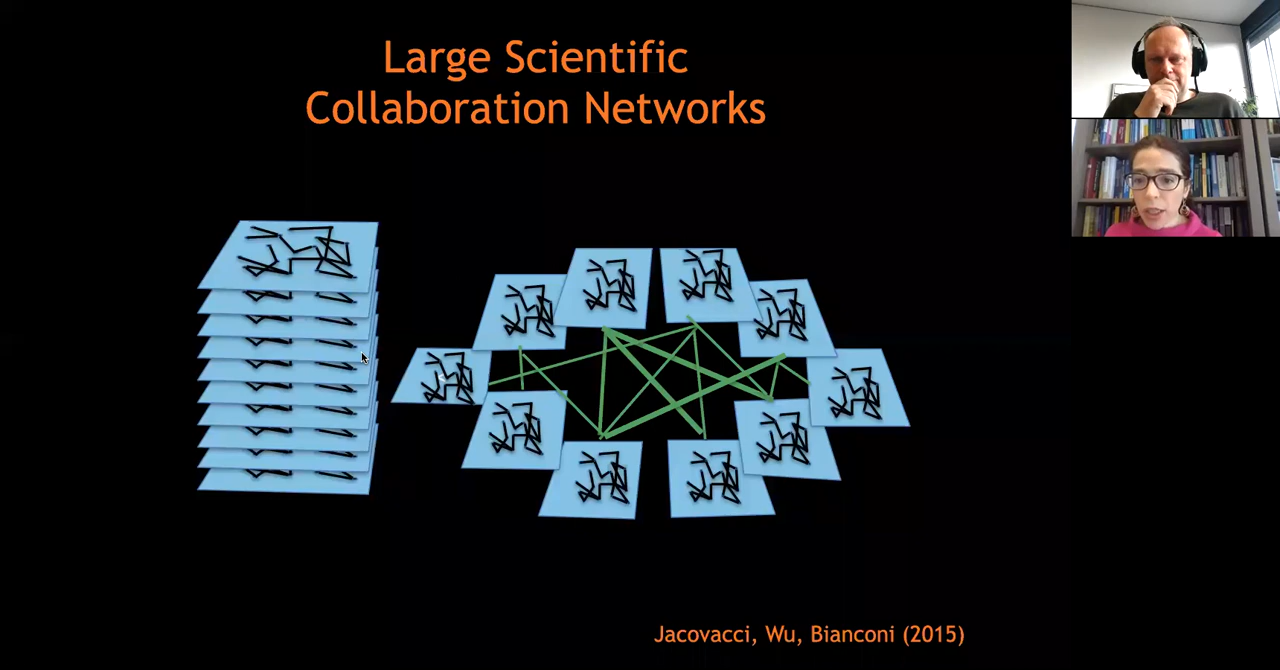 Large Scientific
Collaboration Networks
Jacovacci, Wu, Bianconi (2015)